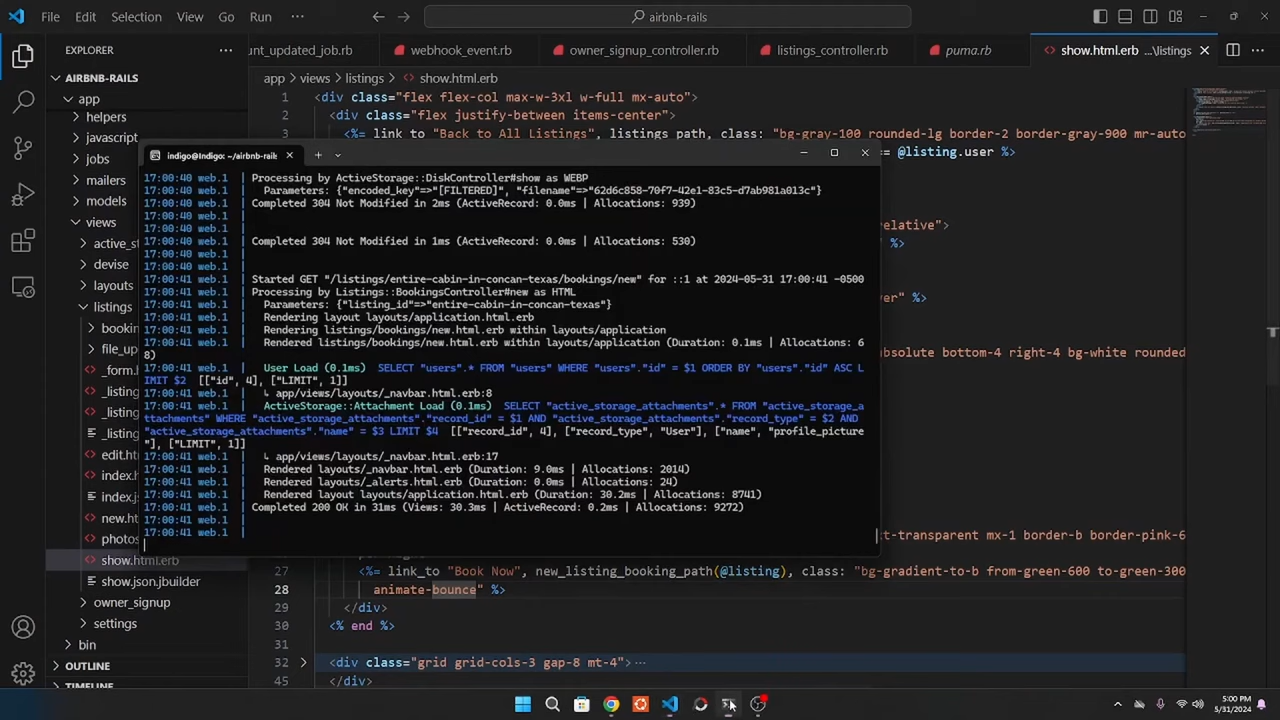 File Edit Selection View Go Run ··· airbnb-rails
EXPLORER
unt_updated_job.rb webhook_event.rb owner_signup_controller.rb listings_controller.rb puma.rb show.html.erb ...\listings
AIRBNB-RAILS
app > views > listings > show.html.erb
app
helpers
javascript
jobs
mailers
models
views
active_s
devise
layouts
listings
bookin
file_up
_form.
_listing
_listing
_listing
edit.ht
index.h
index.js
new.ht
photos
show.html.erb
show.json.jbuilder
owner_signup
settings
bin
OUTLINE
TIMELINE
1 <div class="flex flex-col max-w-3xl w-full mx-auto">
2 <div class="flex justify-between items-center">
3 <%= link_to "Back to All Listings", listings_path, class: "bg-gray-100 rounded-lg border-2 border-gray-900 mr-aut
== @listing.user %>
relative">
" %>
ver" %>
absolute bottom-4 right-4 bg-white rounded
t-transparent mx-1 border-b border-pink-6
27 <%= link_to "Book Now", new_listing_booking_path(@listing), class: "bg-gradient-to-b from-green-600 to-green-300
28 animate-bounce" %>
29 </div>
30 <% end %>
31
32 <div class="grid grid-cols-3 gap-8 mt-4"> ···
45 </div>
indigo@Indigo: ~/airbnb-rails
17:00:40 web.1 | Processing by ActiveStorage::DiskController#show as WEBP
17:00:40 web.1 | Parameters: {"encoded_key"=>"[FILTERED]", "filename"=>"62d6c858-70f7-42e1-83c5-d7ab981a013c"}
17:00:40 web.1 | Completed 304 Not Modified in 2ms (ActiveRecord: 0.0ms | Allocations: 939)
17:00:40 web.1 |
17:00:40 web.1 |
17:00:40 web.1 | Completed 304 Not Modified in 1ms (ActiveRecord: 0.0ms | Allocations: 530)
17:00:40 web.1 |
17:00:40 web.1 |
17:00:41 web.1 | Started GET "/listings/entire-cabin-in-concan-texas/bookings/new" for ::1 at 2024-05-31 17:00:41 -0500
17:00:41 web.1 | Processing by Listings::BookingsController#new as HTML
17:00:41 web.1 | Parameters: {"listing_id"=>"entire-cabin-in-concan-texas"}
17:00:41 web.1 | Rendering layout layouts/application.html.erb
17:00:41 web.1 | Rendering listings/bookings/new.html.erb within layouts/application
17:00:41 web.1 | Rendered listings/bookings/new.html.erb within layouts/application (Duration: 0.1ms | Allocations: 6
8)
17:00:41 web.1 | User Load (0.1ms) SELECT "users".* FROM "users" WHERE "users"."id" = $1 ORDER BY "users"."id" ASC L
IMIT $2 [["id", 4], ["LIMIT", 1]]
17:00:41 web.1 | ↳ app/views/layouts/_navbar.html.erb:8
17:00:41 web.1 | ActiveStorage::Attachment Load (0.1ms) SELECT "active_storage_attachments".* FROM "active_storage_a
ttachments" WHERE "active_storage_attachments"."record_id" = $1 AND "active_storage_attachments"."record_type" = $2 AND
"active_storage_attachments"."name" = $3 LIMIT $4 [["record_id", 4], ["record_type", "User"], ["name", "profile_picture
"], ["LIMIT", 1]]
17:00:41 web.1 | ↳ app/views/layouts/_navbar.html.erb:17
17:00:41 web.1 | Rendered layouts/_navbar.html.erb (Duration: 9.0ms | Allocations: 2014)
17:00:41 web.1 | Rendered layouts/_alerts.html.erb (Duration: 0.0ms | Allocations: 24)
17:00:41 web.1 | Rendered layout layouts/application.html.erb (Duration: 30.2ms | Allocations: 8741)
17:00:41 web.1 | Completed 200 OK in 31ms (Views: 30.3ms | ActiveRecord: 0.2ms | Allocations: 9272)
17:00:41 web.1 |
17:00:41 web.1 |
5:00 PM
5/31/2024